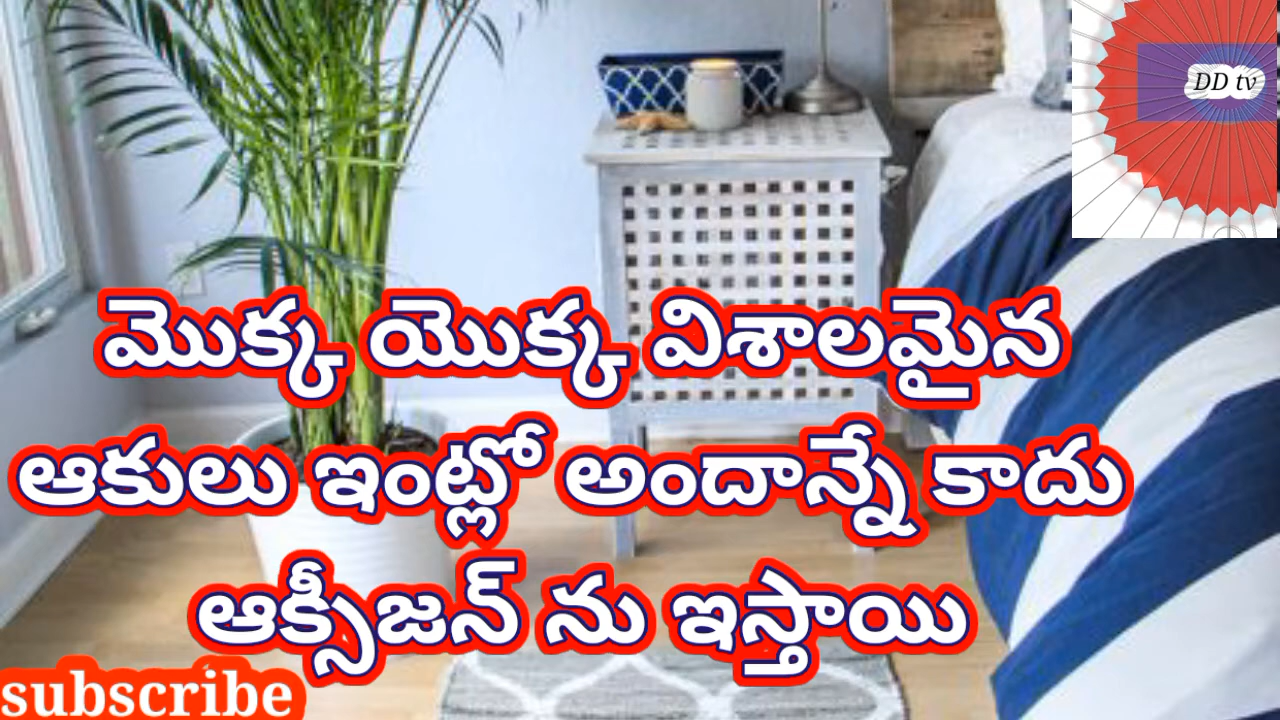 DD tv
మొక్క యొక్క విశాలమైన
ఆకులు ఇంట్లో అందాన్నే కాదు
ఆక్సీజన్ ను ఇస్తాయి
subscribe